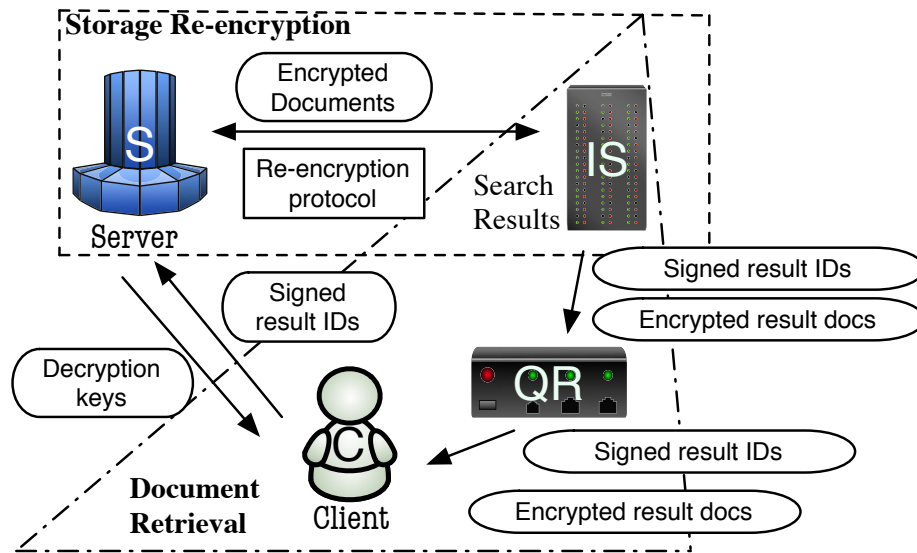 Storage Re-encryption
Encrypted
Documents
S
IS
Re-encryption
protocol
Search
Results
Server
Signed result IDs
Signed
result IDs
Encrypted result docs
Decryption
keys
QR
C
Signed result IDs
Document
Retrieval
Encrypted result docs
Client